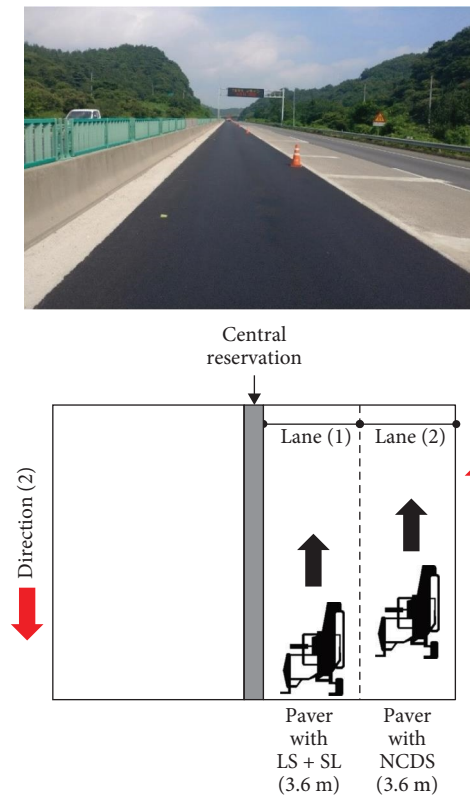 Central
reservation
Lane (1)
Lane (2)
Direction (2)
Paver
with
LS + SL
(3.6 m)
Paver
with
NCDS
(3.6 m)